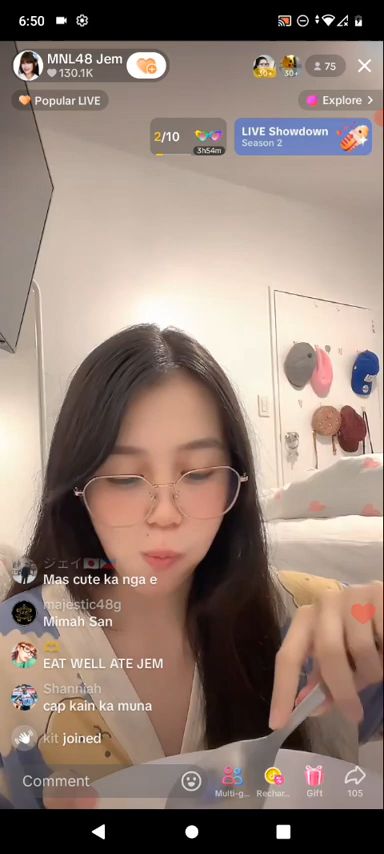 6:50
MNL48 Jem
130.1K
30+
30+
75
Popular LIVE
Explore >
2/10
3h54m
LIVE Showdown
Season 2
ジェイ🇯🇵🇵🇭
Mas cute ka nga e
majestic48g
Mimah San
🫶
EAT WELL ATE JEM
Shanniah
cap kain ka muna
kit joined
Comment
Multi-g...
Rechar...
Gift
105